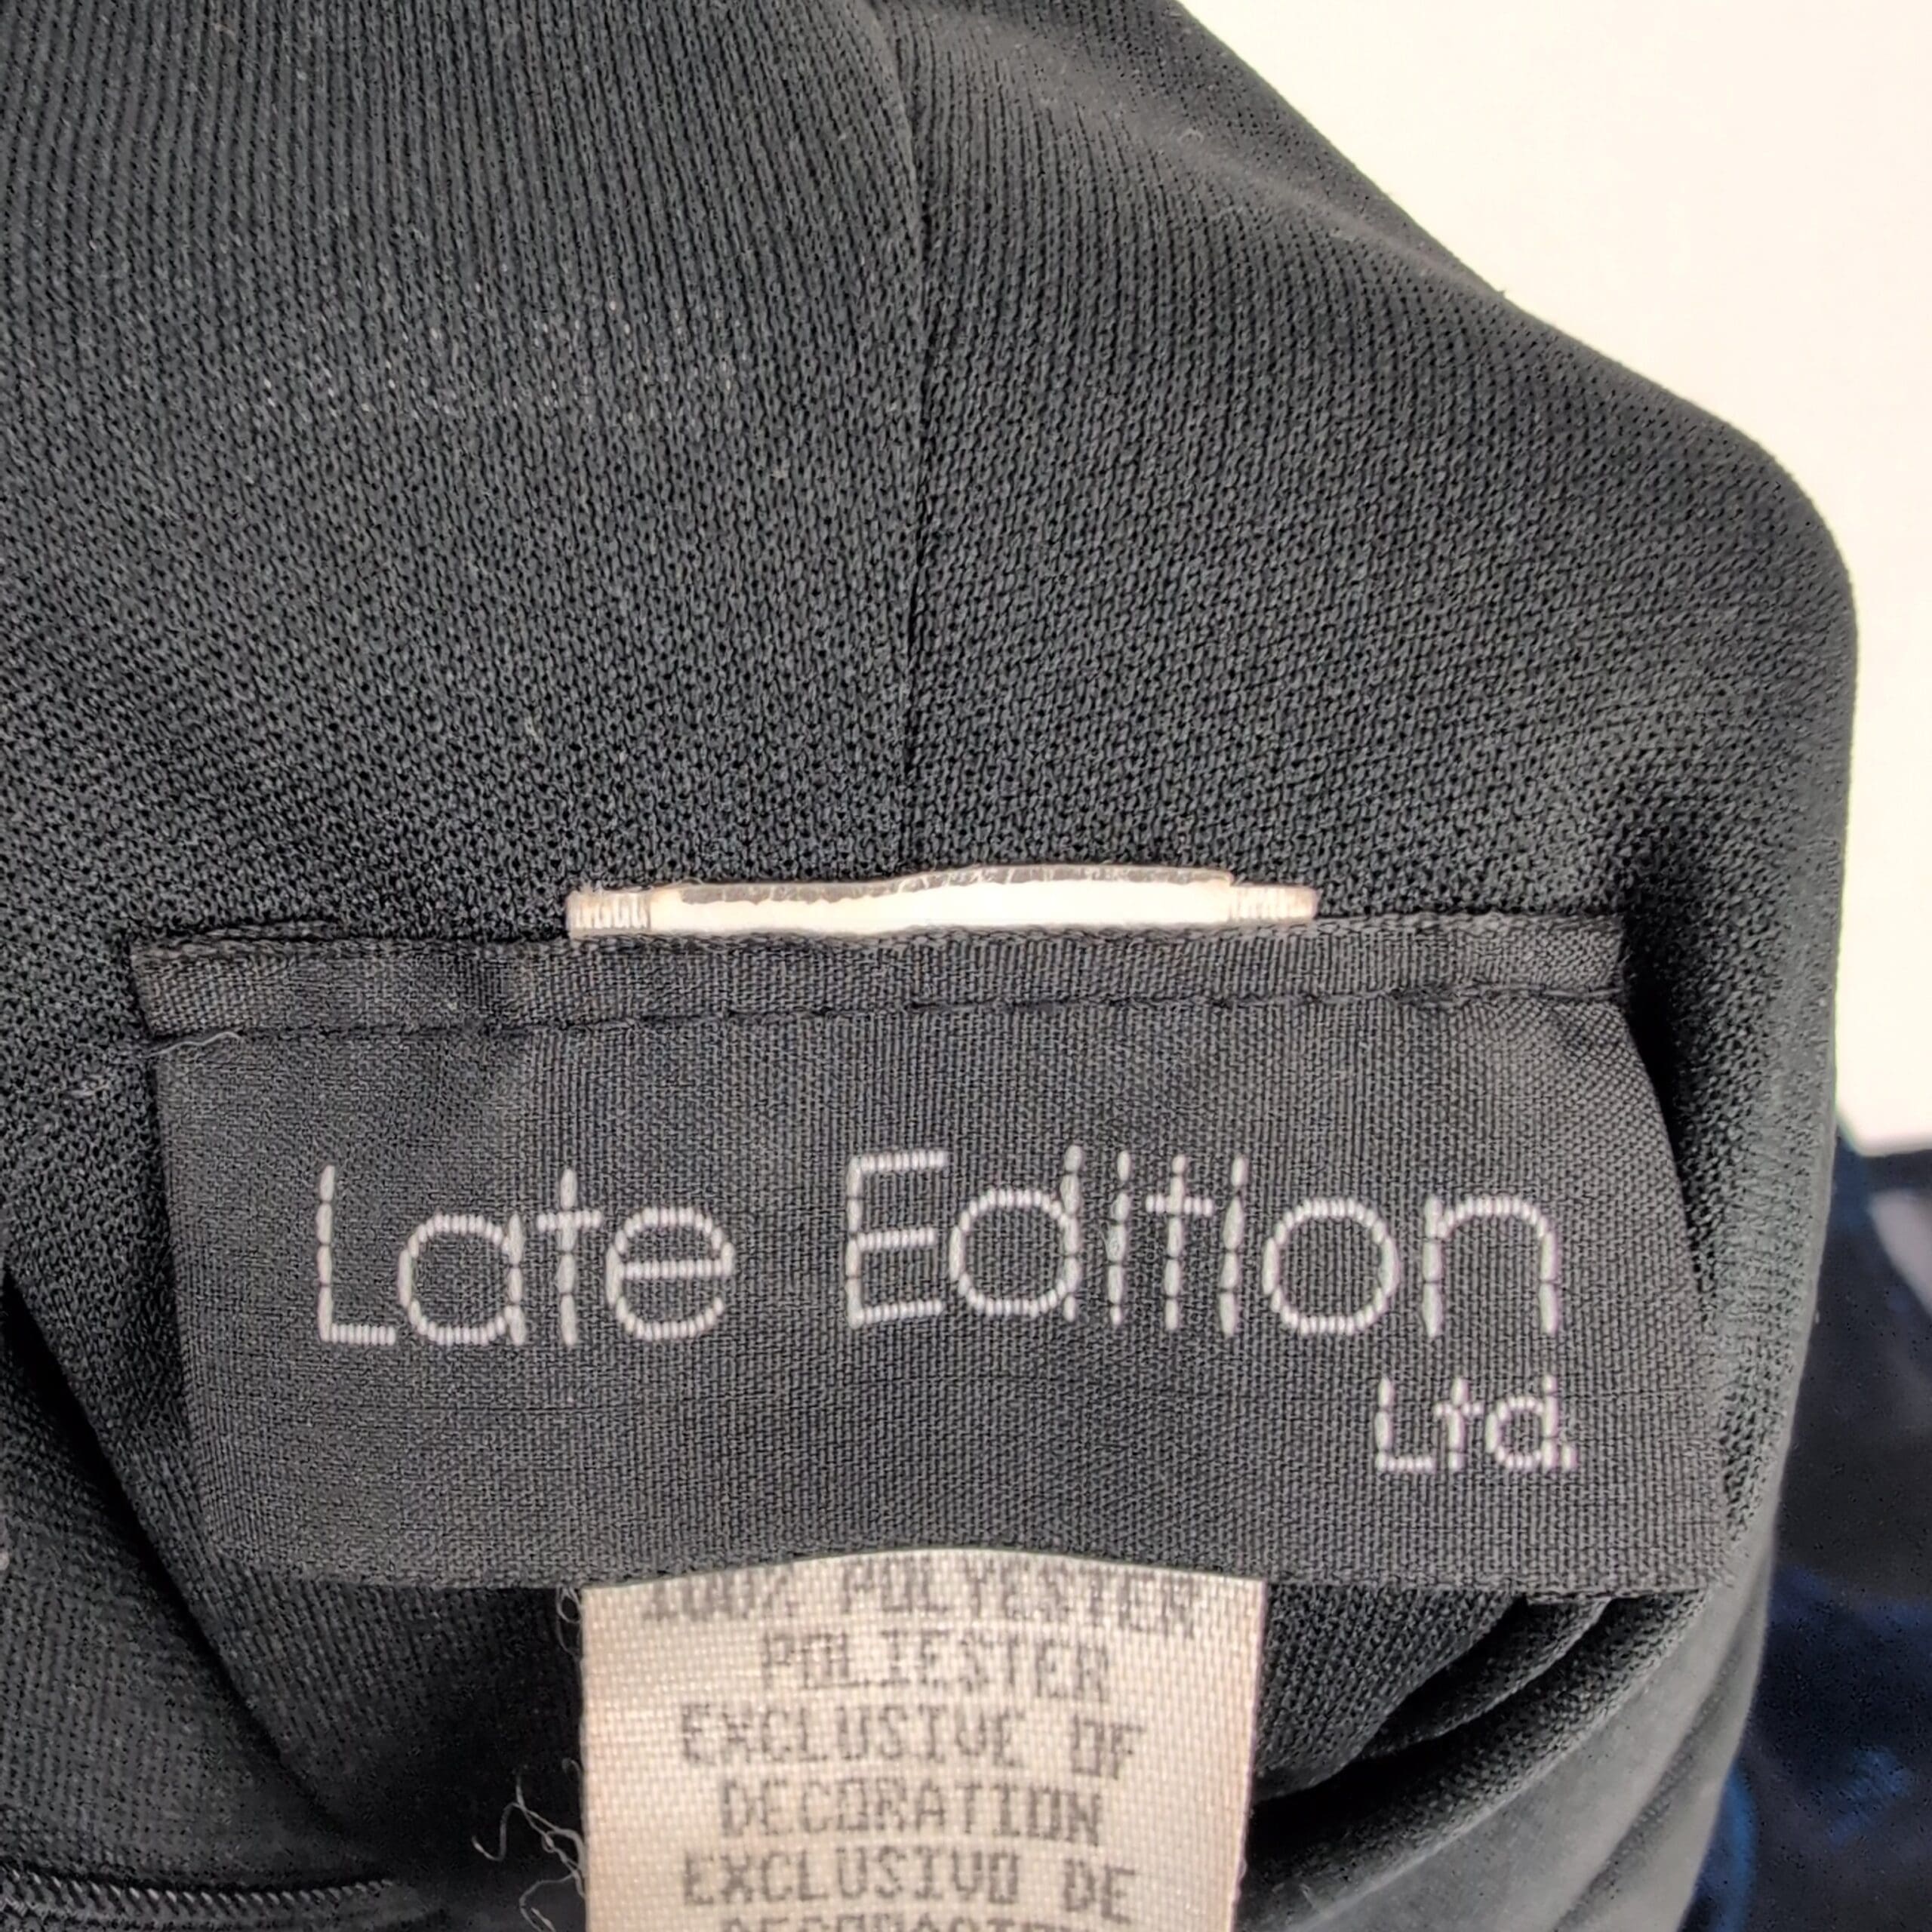 Late Edition
Ltd.
100% POLYESTER
POLIESTER
EXCLUSIVE OF
DECORATION
EXCLUSIVO DE